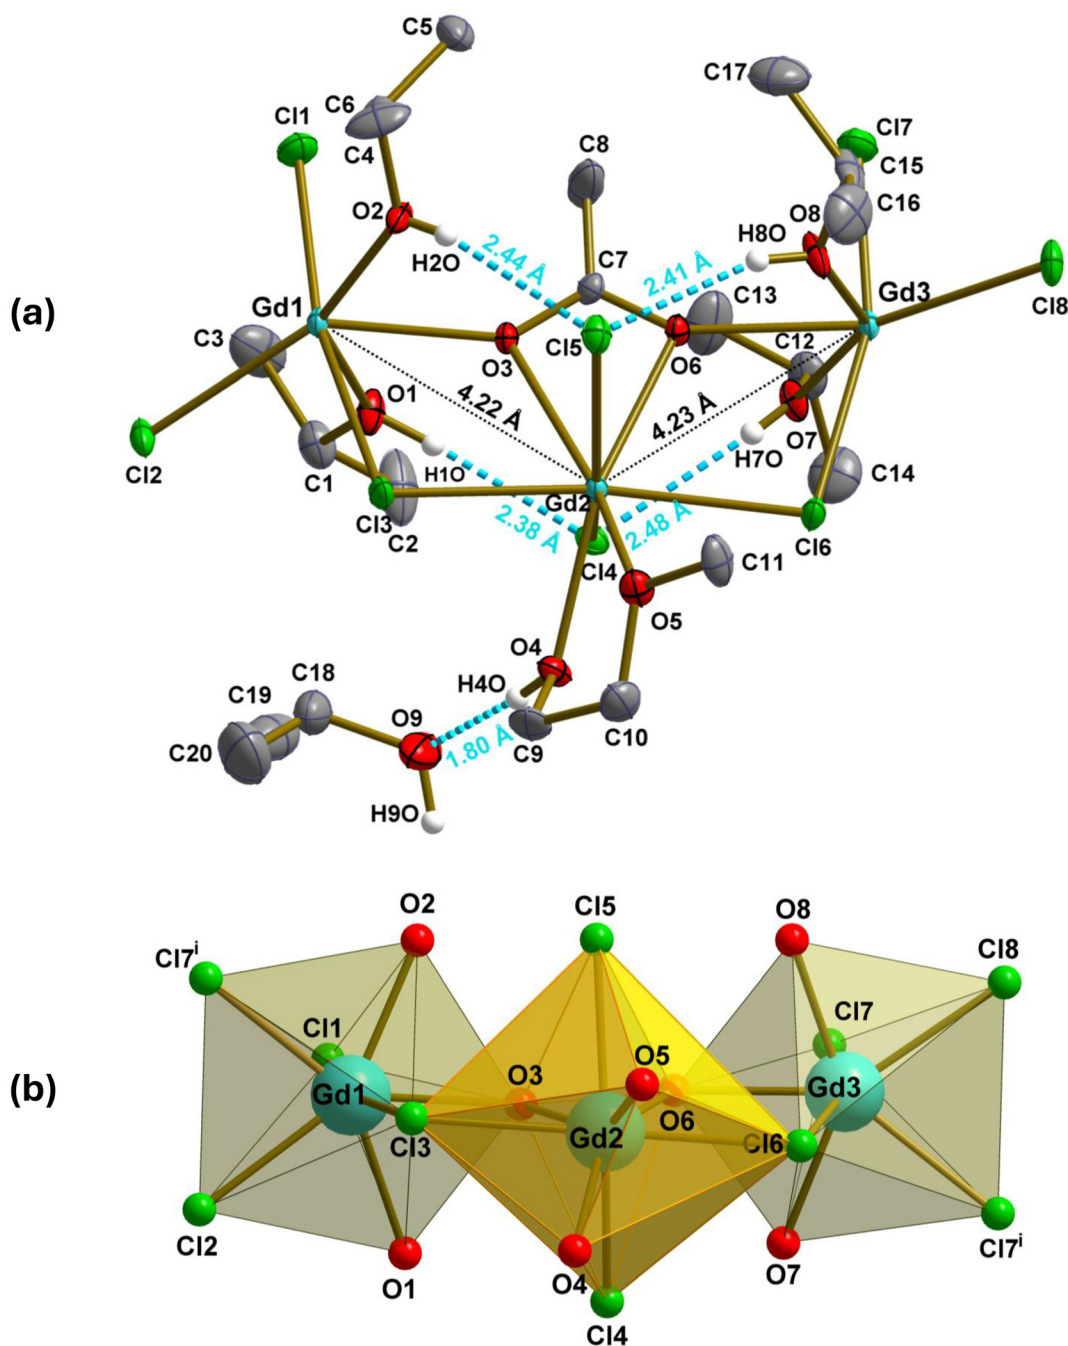 (a)
C5
C17
C6
Cl1
C4
C8
Cl7
C15
C16
O2
H2O
2.44 Å
C7
2.41 Å
H8O
O8
Gd3
Cl8
Gd1
C13
C3
O3
Cl5
O6
C12
O1
4.22 Å
4.23 Å
Cl2
C1
H1O
H7O
O7
C14
Cl3
C2
Gd2
2.38 Å
2.48 Å
Cl6
Cl4
C11
O5
O4
H4O
C18
C19
O9
C20
1.80 Å
C9
C10
H9O
(b)
O2
Cl5
O8
Cl7ⁱ
Cl8
Cl1
Cl7
O5
Gd1
O3
Gd3
O6
Cl3
Gd2
Cl6
Cl2
O1
O4
O7
Cl7ⁱ
Cl4